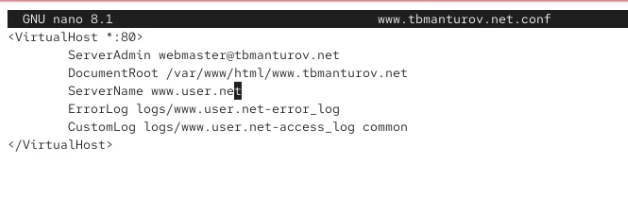 GNU nano 8.1 www.tbmanturov.net.conf
<VirtualHost *:80>
ServerAdmin webmaster@tbmanturov.net
DocumentRoot /var/www/html/www.tbmanturov.net
ServerName www.user.net
ErrorLog logs/www.user.net-error_log
CustomLog logs/www.user.net-access_log common
</VirtualHost>